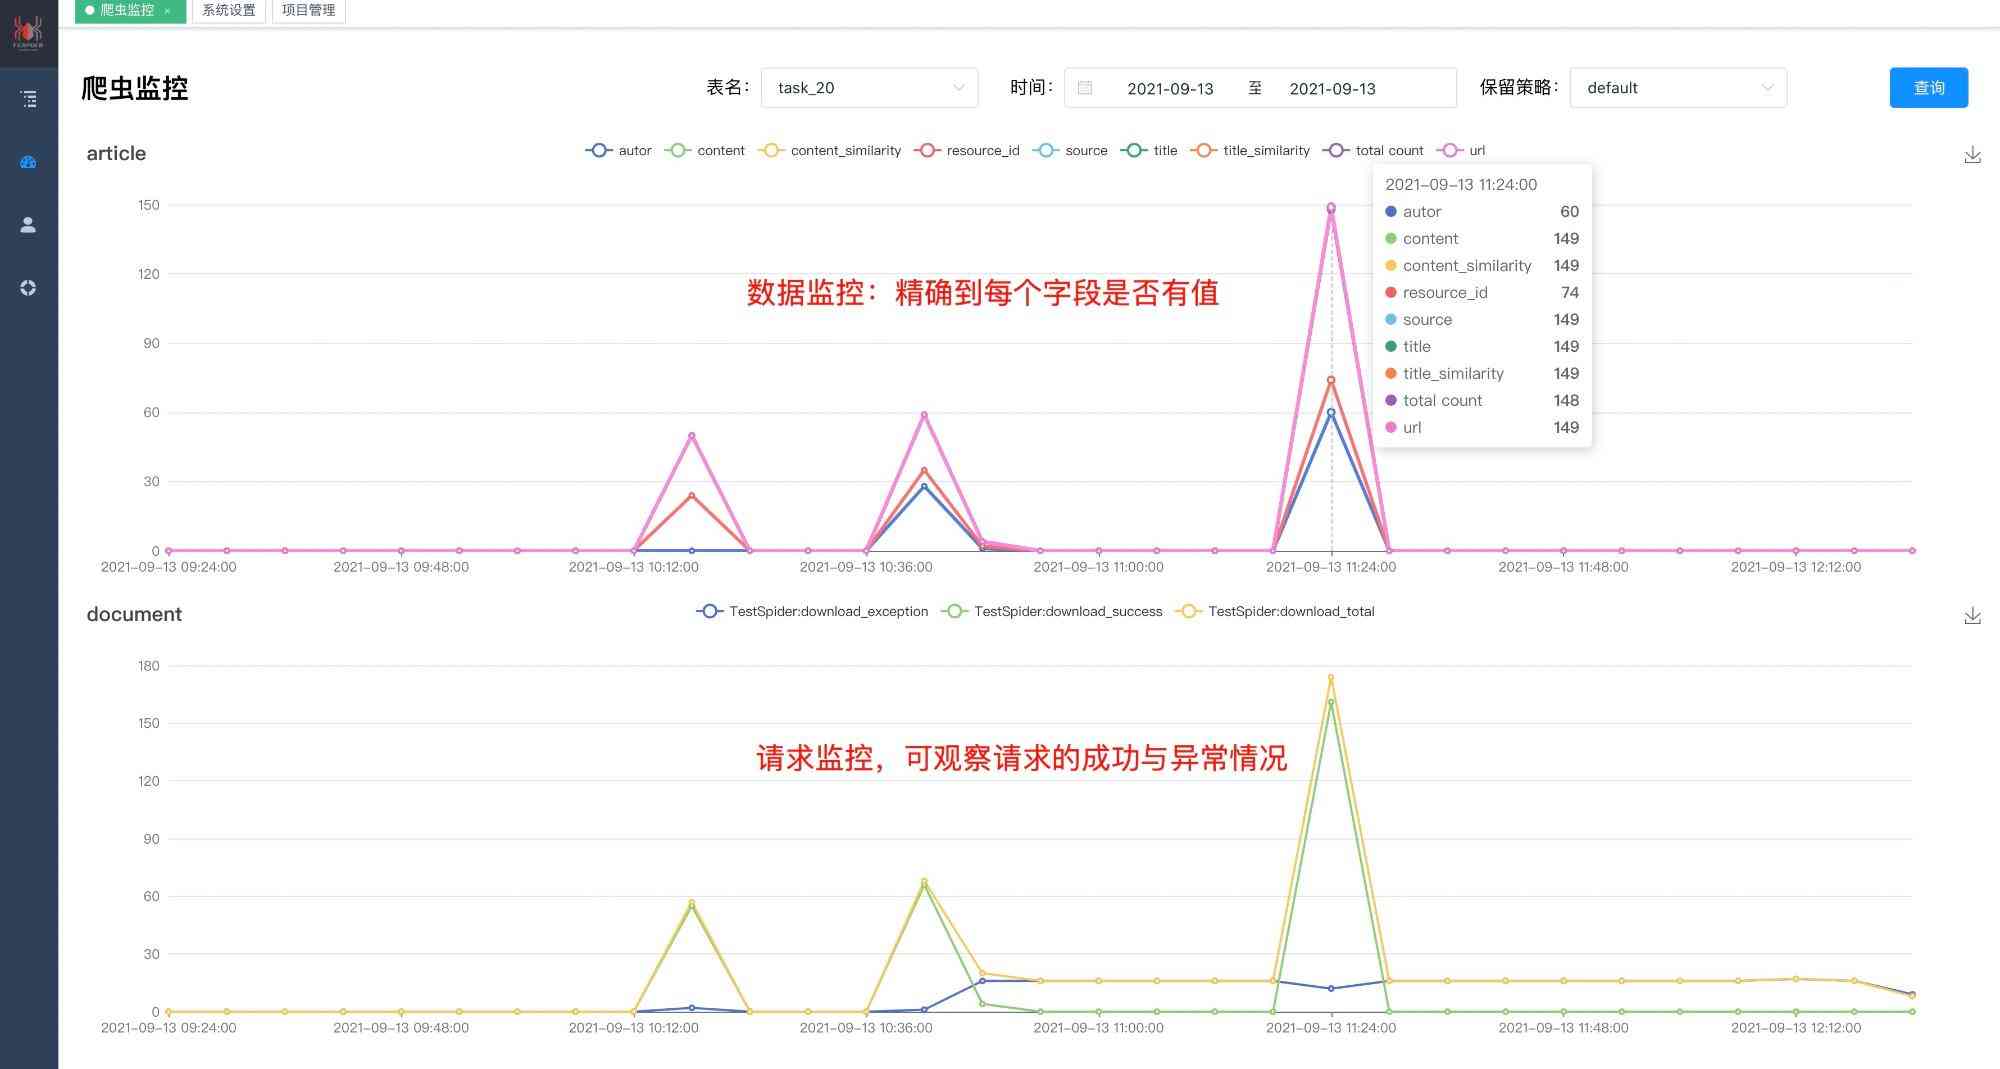 爬虫监控 ×
系统设置
项目管理
爬虫监控
表名： task_20
时间： 2021-09-13 至 2021-09-13
保留策略： default
查询
article
autor content content_similarity resource_id source title title_similarity total count url
2021-09-13 11:24:00
autor 60
content 149
content_similarity 149
resource_id 74
source 149
title 149
title_similarity 149
total count 148
url 149
150
120
90
60
30
0
数据监控：精确到每个字段是否有值
2021-09-13 09:24:00 2021-09-13 09:48:00 2021-09-13 10:12:00 2021-09-13 10:36:00 2021-09-13 11:00:00 2021-09-13 11:24:00 2021-09-13 11:48:00 2021-09-13 12:12:00
document
TestSpider:download_exception TestSpider:download_success TestSpider:download_total
180
150
120
90
60
30
0
请求监控，可观察请求的成功与异常情况
2021-09-13 09:24:00 2021-09-13 09:48:00 2021-09-13 10:12:00 2021-09-13 10:36:00 2021-09-13 11:00:00 2021-09-13 11:24:00 2021-09-13 11:48:00 2021-09-13 12:12:00